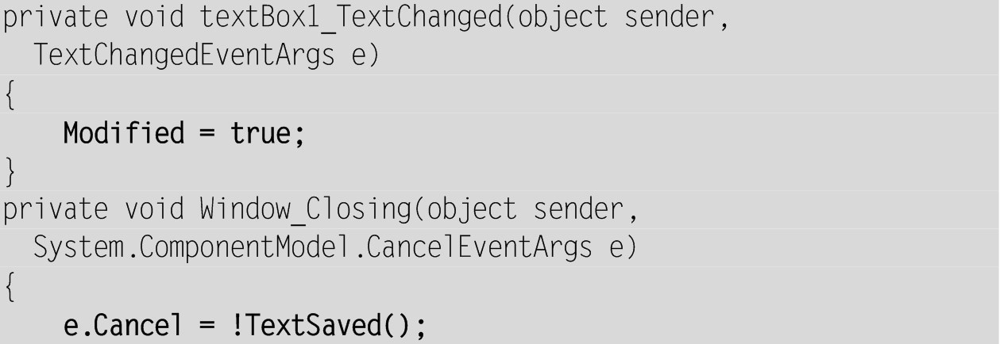 private void textBox1_TextChanged(object sender,
  TextChangedEventArgs e)
{
    Modified = true;
}
private void Window_Closing(object sender,
  System.ComponentModel.CancelEventArgs e)
{
    e.Cancel = !TextSaved();